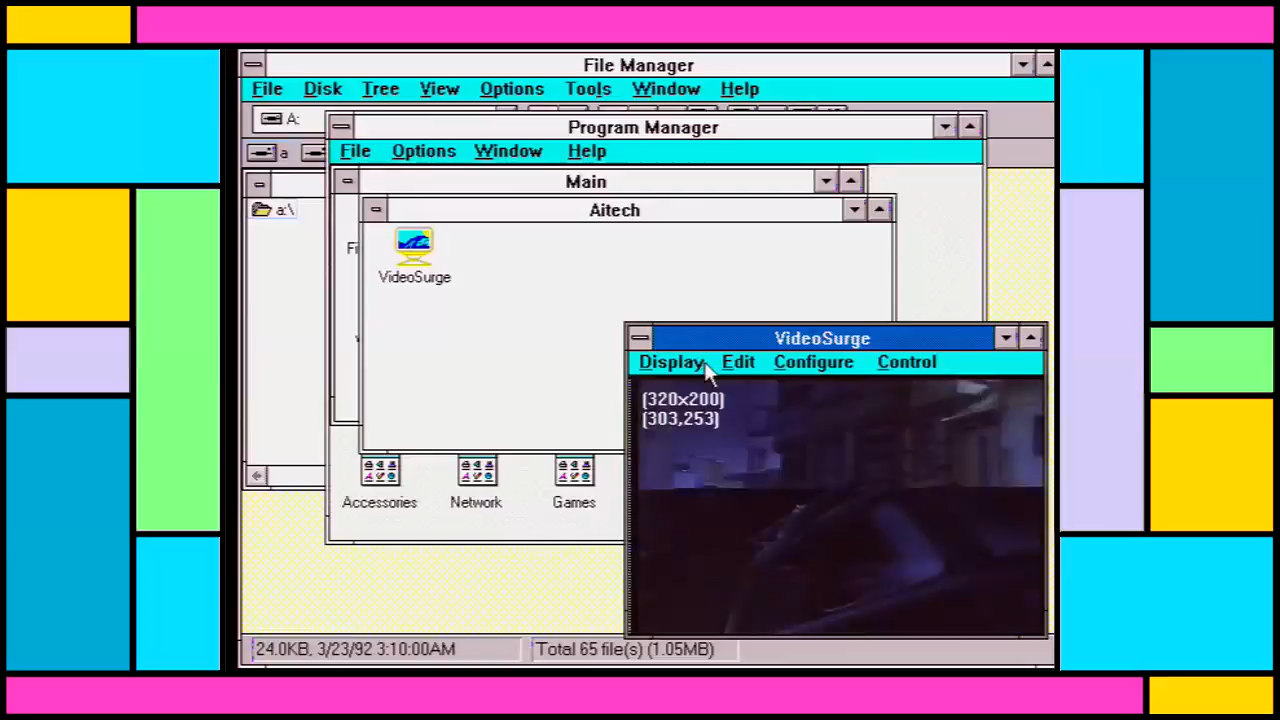 File Manager
File Disk Tree View Options Tools Window Help
A:
Program Manager
a
File Options Window Help
Main
a:\
Aitech
Fi
VideoSurge
VideoSurge
Display Edit Configure Control
(320x200)
(303,253)
Accessories Network Games
24.0KB, 3/23/92 3:10:00AM Total 65 file(s) (1.05MB)